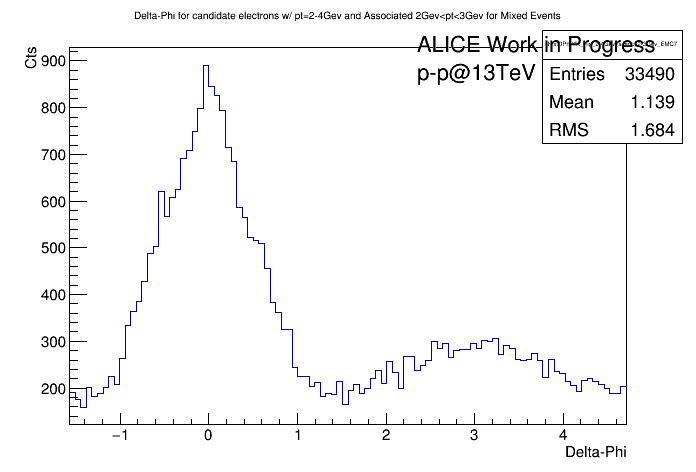 Delta-Phi for candidate electrons w/ pt=2-4Gev and Associated 2Gev<pt<3Gev for Mixed Events
Cts
ALICE Work in Progress
p-p@13TeV
Entries 33490
Mean 1.139
RMS 1.684
900
800
700
600
500
400
300
200
−1 0 1 2 3 4
Delta-Phi